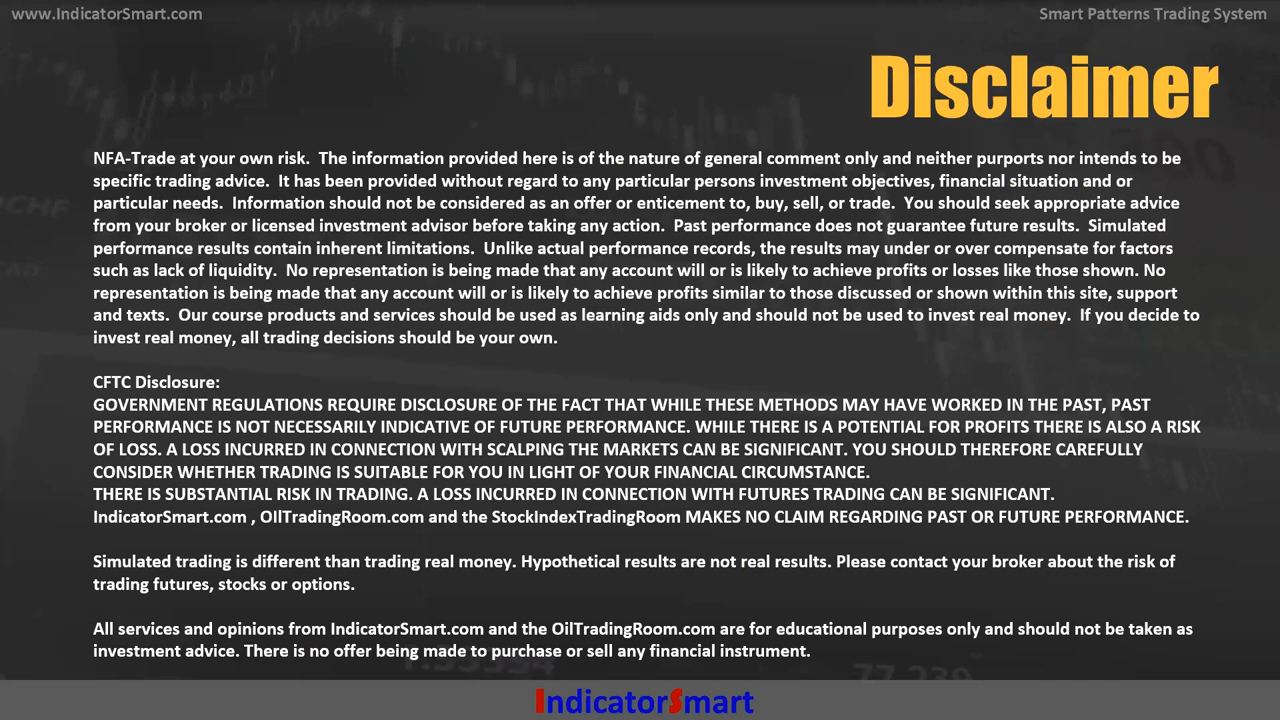 www.IndicatorSmart.com
Smart Patterns Trading System
Disclaimer
NFA-Trade at your own risk.  The information provided here is of the nature of general comment only and neither purports nor intends to be
specific trading advice.  It has been provided without regard to any particular persons investment objectives, financial situation and or
particular needs.  Information should not be considered as an offer or enticement to, buy, sell, or trade.  You should seek appropriate advice
from your broker or licensed investment advisor before taking any action.  Past performance does not guarantee future results.  Simulated
performance results contain inherent limitations.  Unlike actual performance records, the results may under or over compensate for factors
such as lack of liquidity.  No representation is being made that any account will or is likely to achieve profits or losses like those shown. No
representation is being made that any account will or is likely to achieve profits similar to those discussed or shown within this site, support
and texts.  Our course products and services should be used as learning aids only and should not be used to invest real money.  If you decide to
invest real money, all trading decisions should be your own.
CFTC Disclosure:
GOVERNMENT REGULATIONS REQUIRE DISCLOSURE OF THE FACT THAT WHILE THESE METHODS MAY HAVE WORKED IN THE PAST, PAST
PERFORMANCE IS NOT NECESSARILY INDICATIVE OF FUTURE PERFORMANCE. WHILE THERE IS A POTENTIAL FOR PROFITS THERE IS ALSO A RISK
OF LOSS. A LOSS INCURRED IN CONNECTION WITH SCALPING THE MARKETS CAN BE SIGNIFICANT. YOU SHOULD THEREFORE CAREFULLY
CONSIDER WHETHER TRADING IS SUITABLE FOR YOU IN LIGHT OF YOUR FINANCIAL CIRCUMSTANCE.
THERE IS SUBSTANTIAL RISK IN TRADING. A LOSS INCURRED IN CONNECTION WITH FUTURES TRADING CAN BE SIGNIFICANT.
IndicatorSmart.com , OIlTradingRoom.com and the StockIndexTradingRoom MAKES NO CLAIM REGARDING PAST OR FUTURE PERFORMANCE.
Simulated trading is different than trading real money. Hypothetical results are not real results. Please contact your broker about the risk of
trading futures, stocks or options.
All services and opinions from IndicatorSmart.com and the OilTradingRoom.com are for educational purposes only and should not be taken as
investment advice. There is no offer being made to purchase or sell any financial instrument.
IndicatorSmart